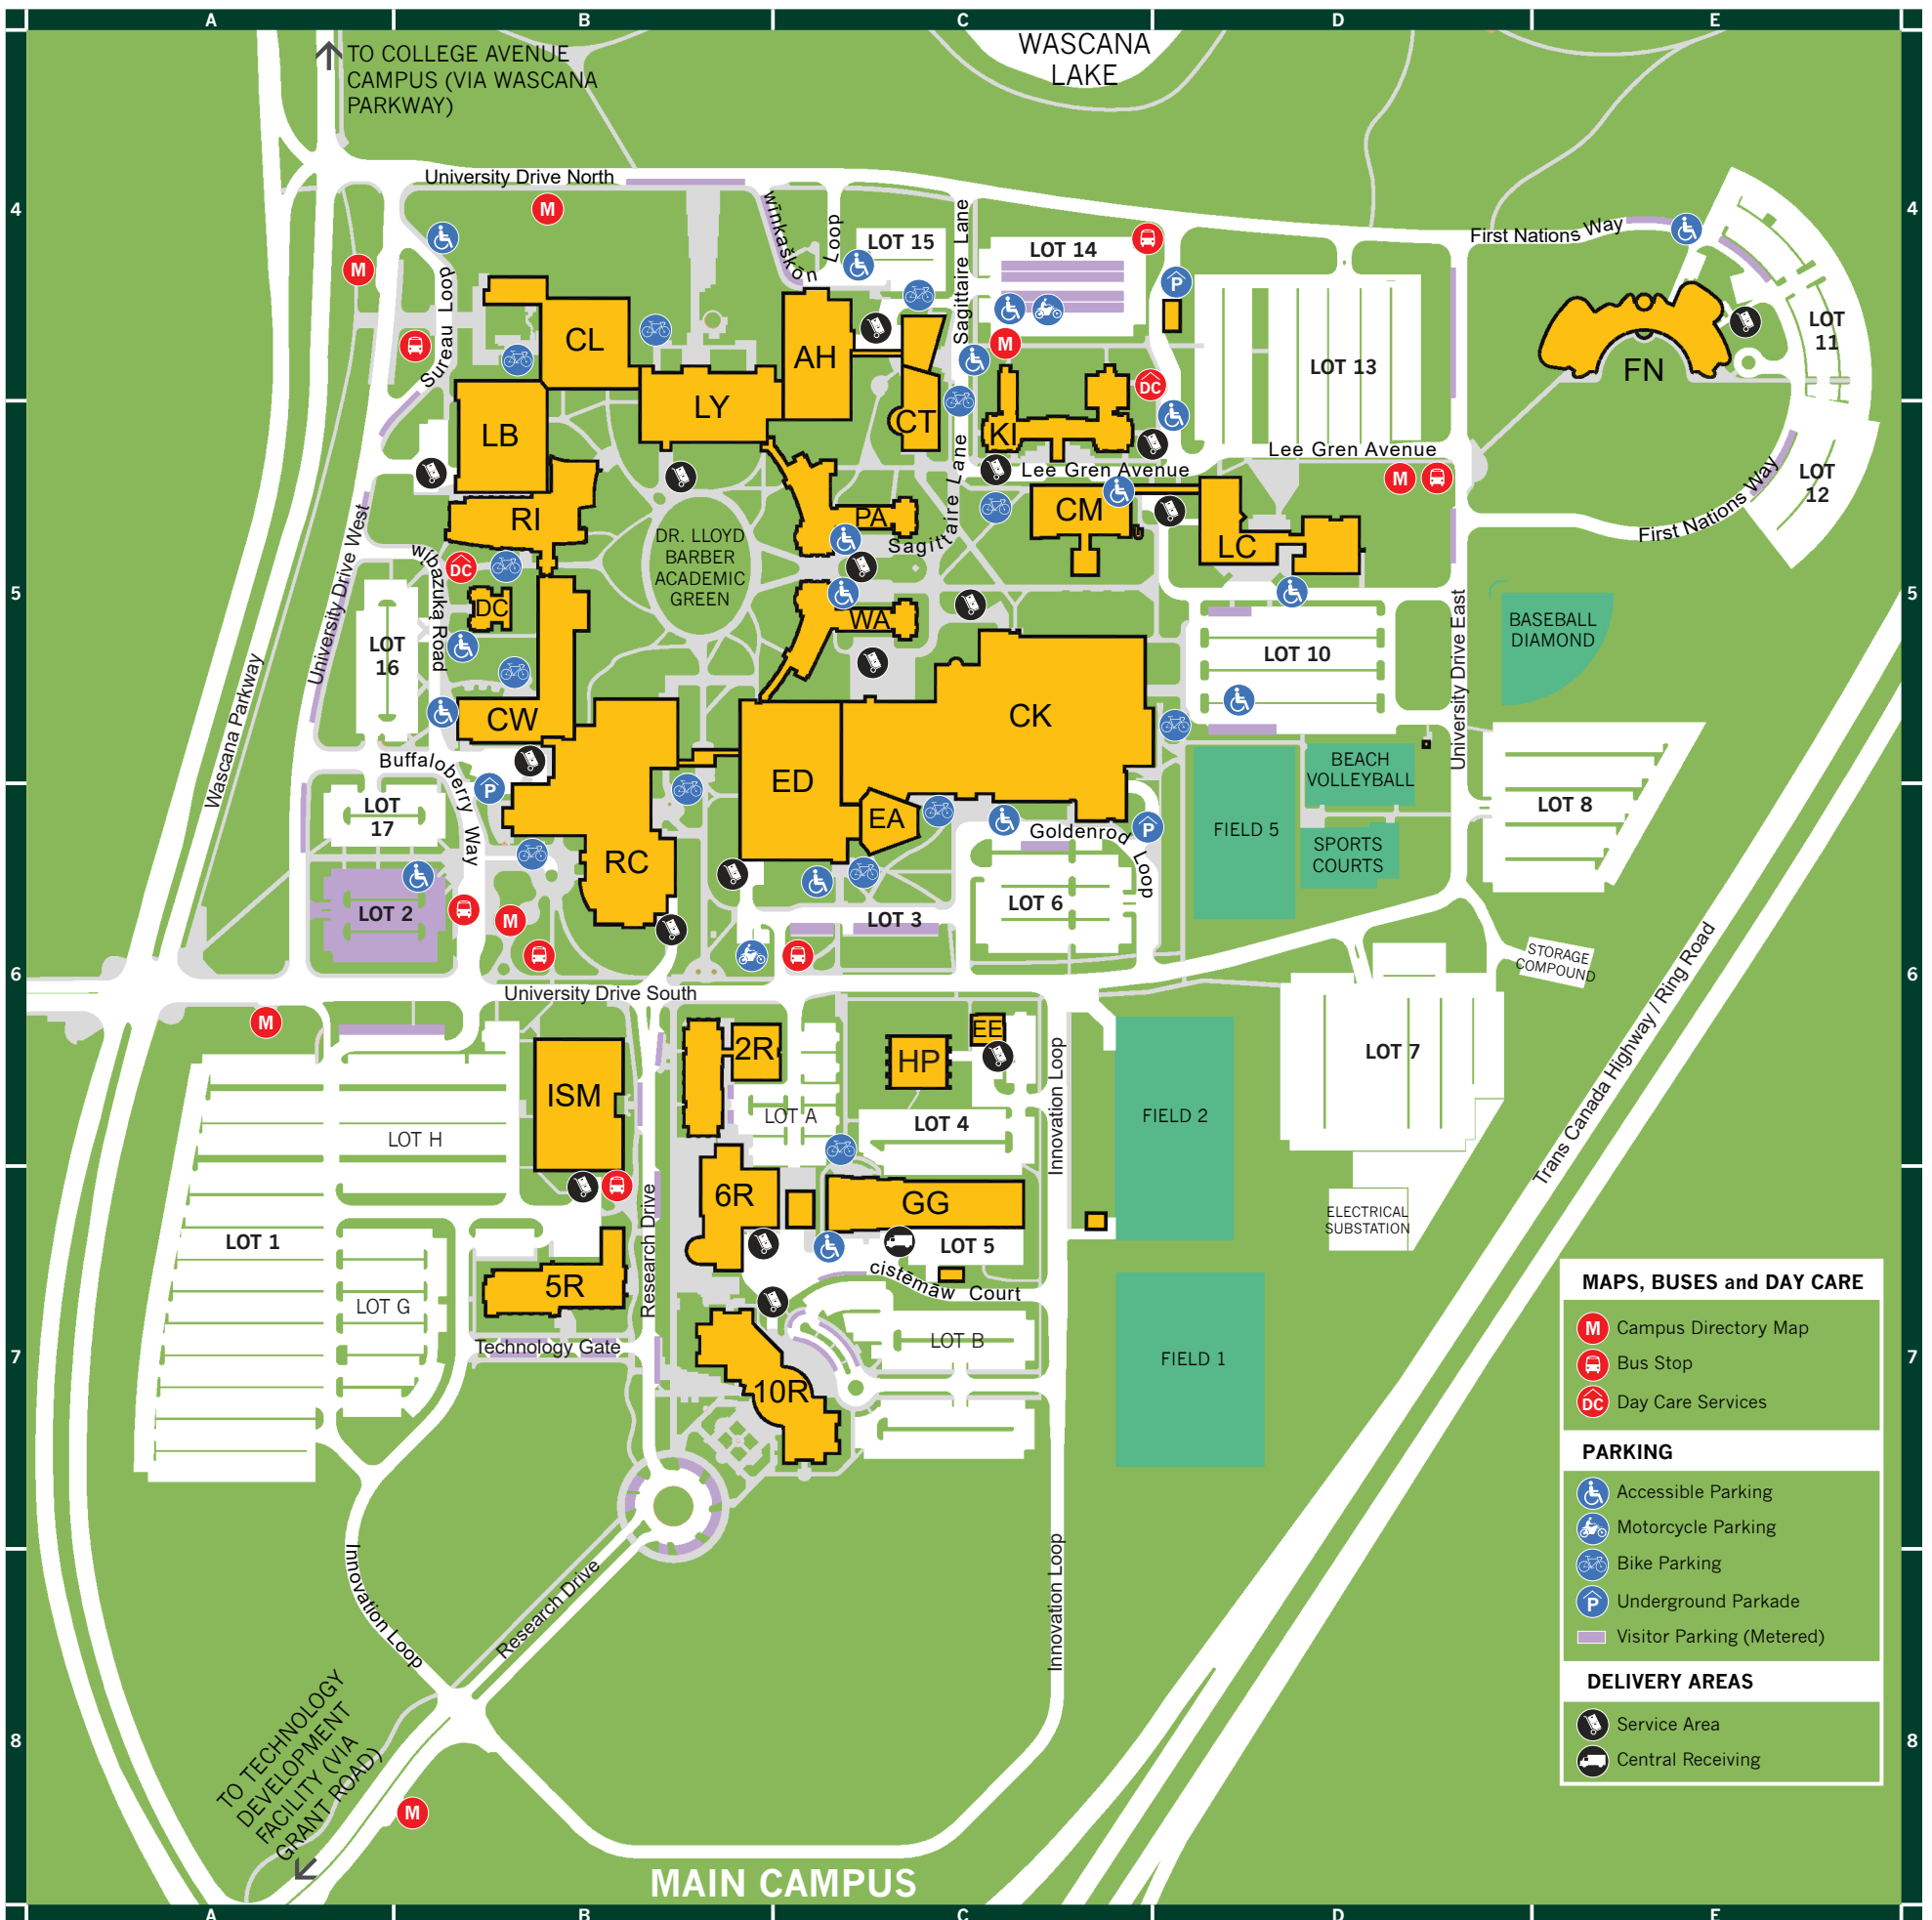 A B C D E
TO COLLEGE AVENUE
CAMPUS (VIA WASCANA
PARKWAY)
WASCANA
LAKE
4
4
University Drive North
wīnkaškón
Loop
LOT 15
Sagittaire Lane
LOT 14
First Nations Way
M
M
P
Sureau Loop
CL
AH
M
LOT 13
LOT
11
FN
DC
LY
CT
KI
LB
Lee Gren Avenue
Lee Gren Avenue
M
LOT
12
First Nations Way
RI
PA
Sagittaire Lane
CM
LC
University Drive West
DR. LLOYD
BARBER
ACADEMIC
GREEN
DC
DC
WA
5
5
LOT
16
LOT 10
BASEBALL
DIAMOND
University Drive East
Wascana Parkway
CW
CK
Buffaloberry Way
BEACH
VOLLEYBALL
P
ED
LOT
17
LOT 8
EA
Goldenrod Loop
P
FIELD 5
SPORTS
COURTS
RC
LOT 2
M
LOT 3
LOT 6
STORAGE
COMPOUND
6
6
University Drive South
M
Trans Canada Highway / Ring Road
2R
HP
EE
LOT 7
ISM
LOT A
LOT 4
Innovation Loop
FIELD 2
LOT H
6R
GG
ELECTRICAL
SUBSTATION
LOT 1
Research Drive
LOT 5
cistēmaw Court
5R
LOT G
LOT B
7
7
Technology Gate
FIELD 1
10R
MAPS, BUSES and DAY CARE
M Campus Directory Map
Bus Stop
DC Day Care Services
PARKING
Accessible Parking
Motorcycle Parking
Bike Parking
P Underground Parkade
Visitor Parking (Metered)
DELIVERY AREAS
Service Area
Central Receiving
Innovation Loop
Research Drive
Innovation Loop
8
8
TO TECHNOLOGY
DEVELOPMENT
FACILITY (VIA
GRANT ROAD)
M
MAIN CAMPUS
A B C D E